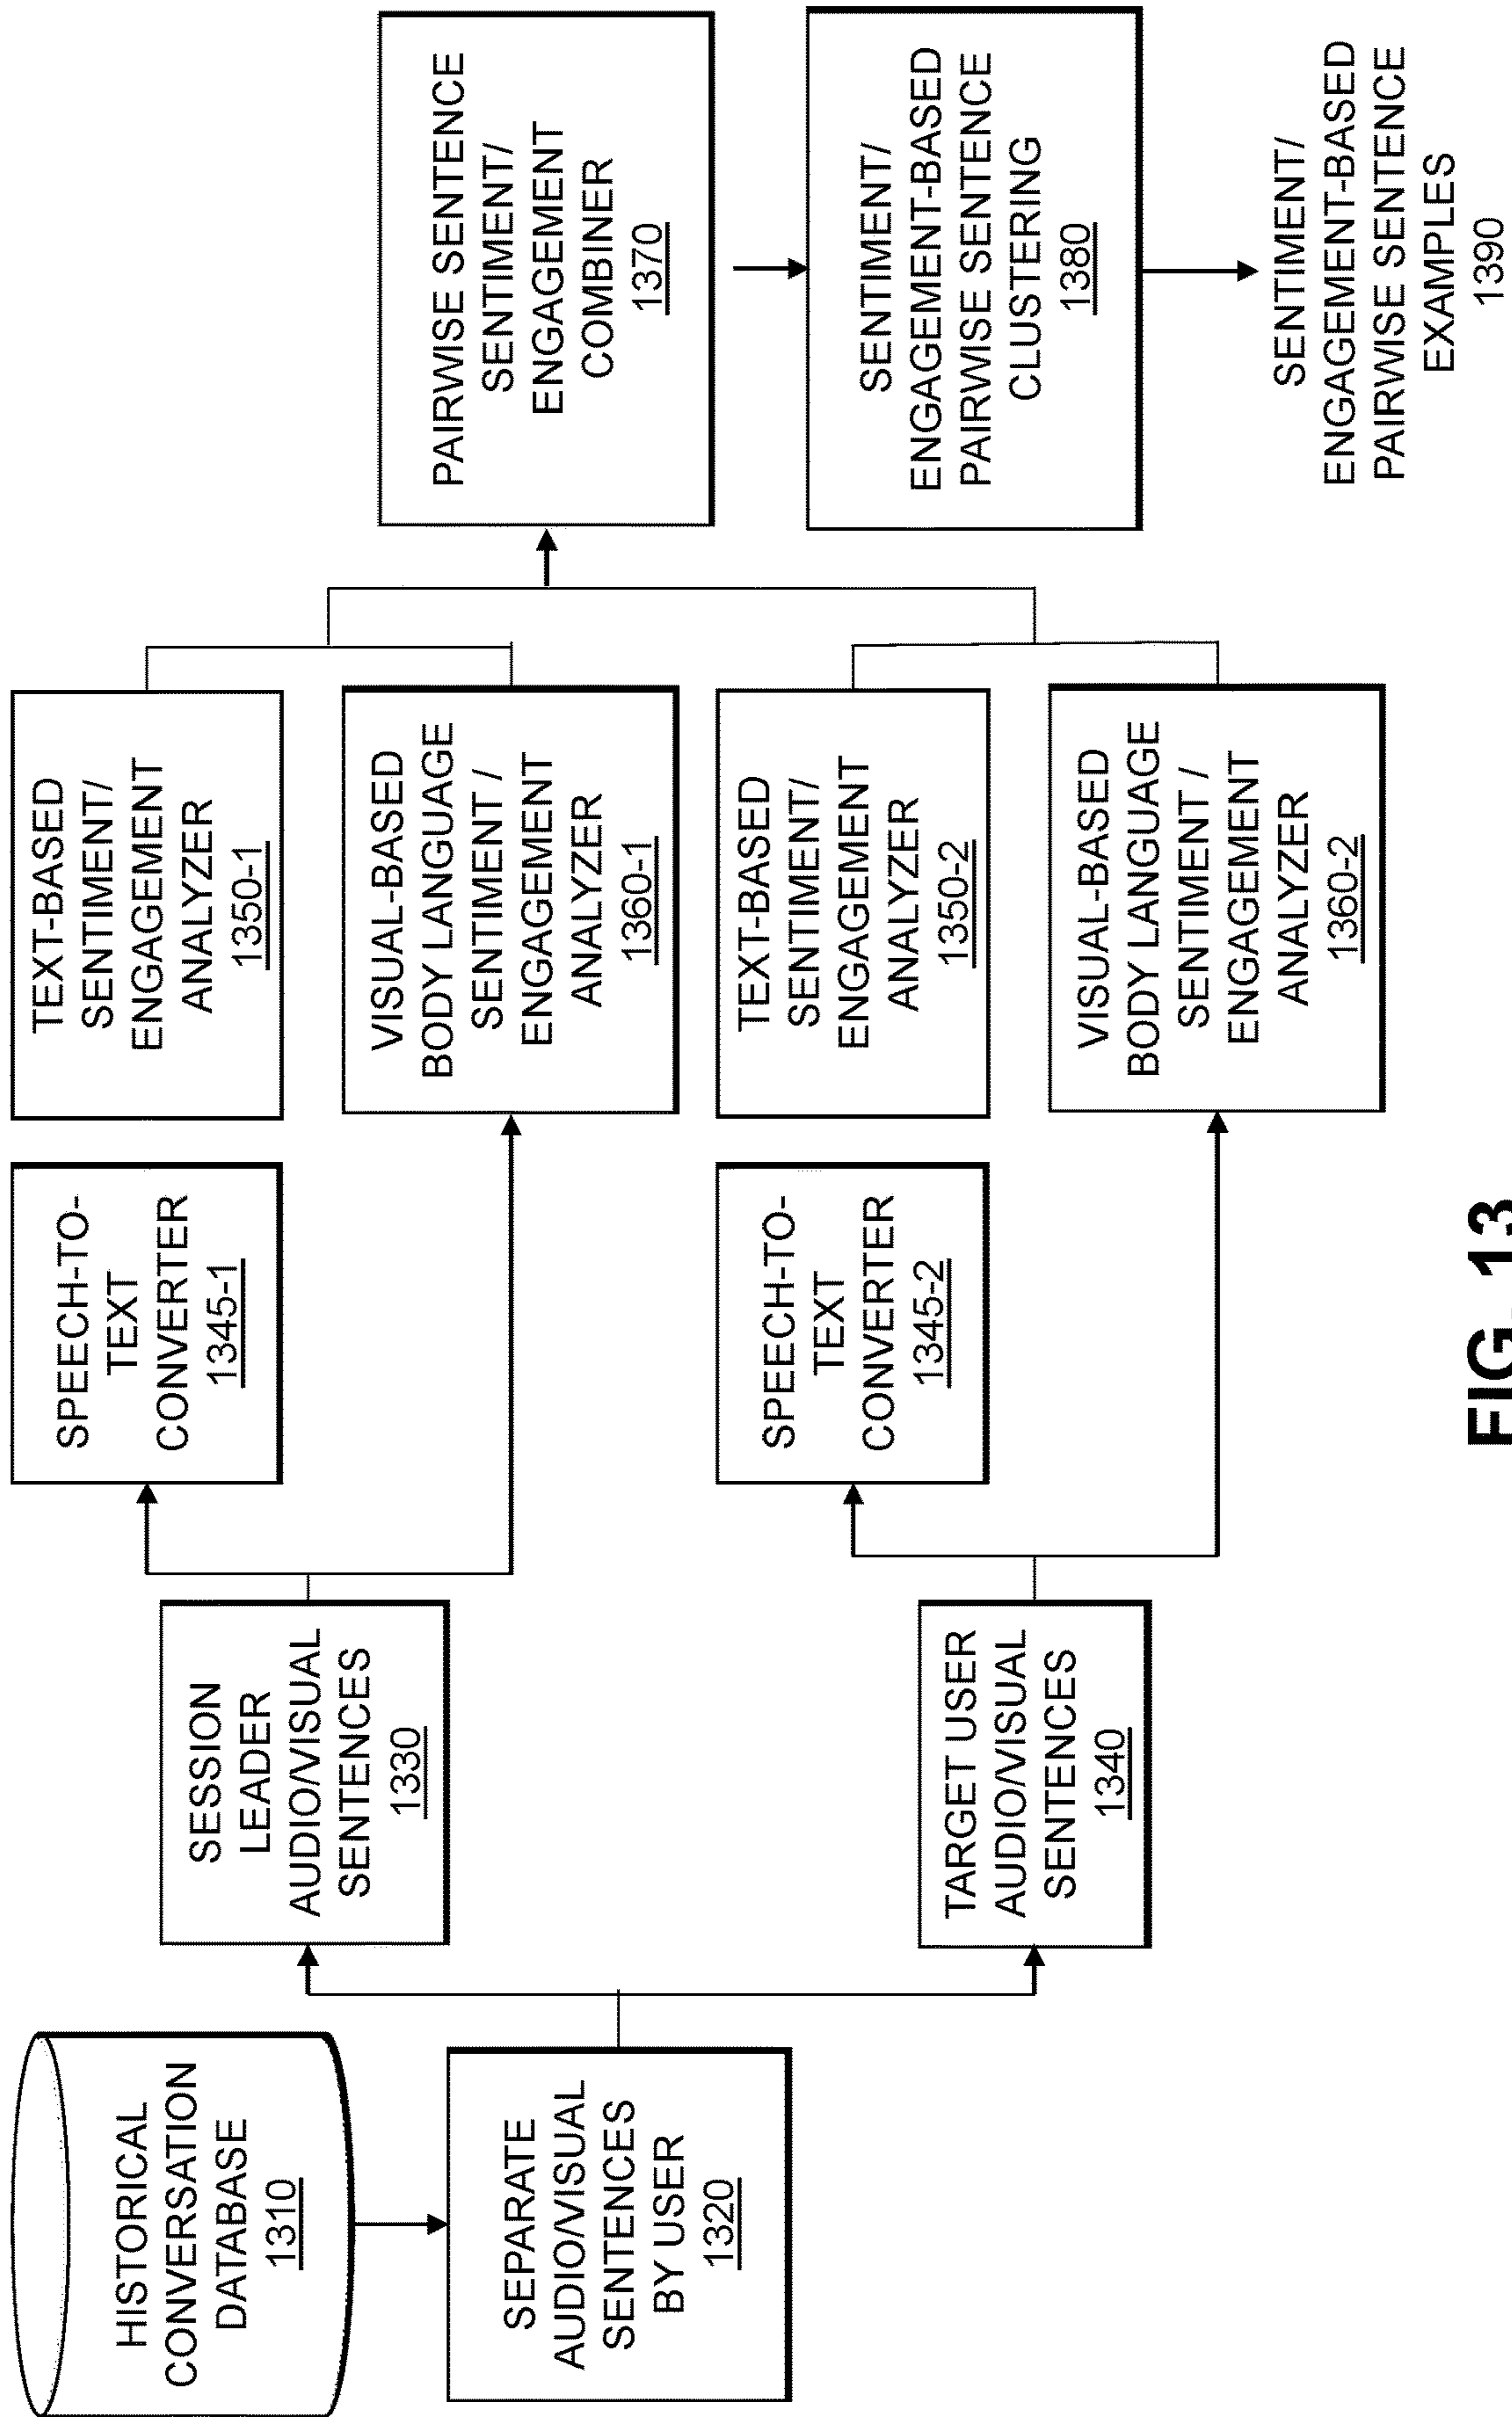 HISTORICAL
CONVERSATION
DATABASE
1310
SEPARATE
AUDIO/VISUAL
SENTENCES
BY USER
1320
SESSION
LEADER
AUDIO/VISUAL
SENTENCES
1330
TARGET USER
AUDIO/VISUAL
SENTENCES
1340
SPEECH-TO-
TEXT
CONVERTER
1345-1
SPEECH-TO-
TEXT
CONVERTER
1345-2
TEXT-BASED
SENTIMENT/
ENGAGEMENT
ANALYZER
1350-1
VISUAL-BASED
BODY LANGUAGE
SENTIMENT /
ENGAGEMENT
ANALYZER
1360-1
TEXT-BASED
SENTIMENT/
ENGAGEMENT
ANALYZER
1350-2
VISUAL-BASED
BODY LANGUAGE
SENTIMENT /
ENGAGEMENT
ANALYZER
1360-2
PAIRWISE SENTENCE
SENTIMENT/
ENGAGEMENT
COMBINER
1370
SENTIMENT/
ENGAGEMENT-BASED
PAIRWISE SENTENCE
CLUSTERING
1380
SENTIMENT/
ENGAGEMENT-BASED
PAIRWISE SENTENCE
EXAMPLES
1390
FIG. 13